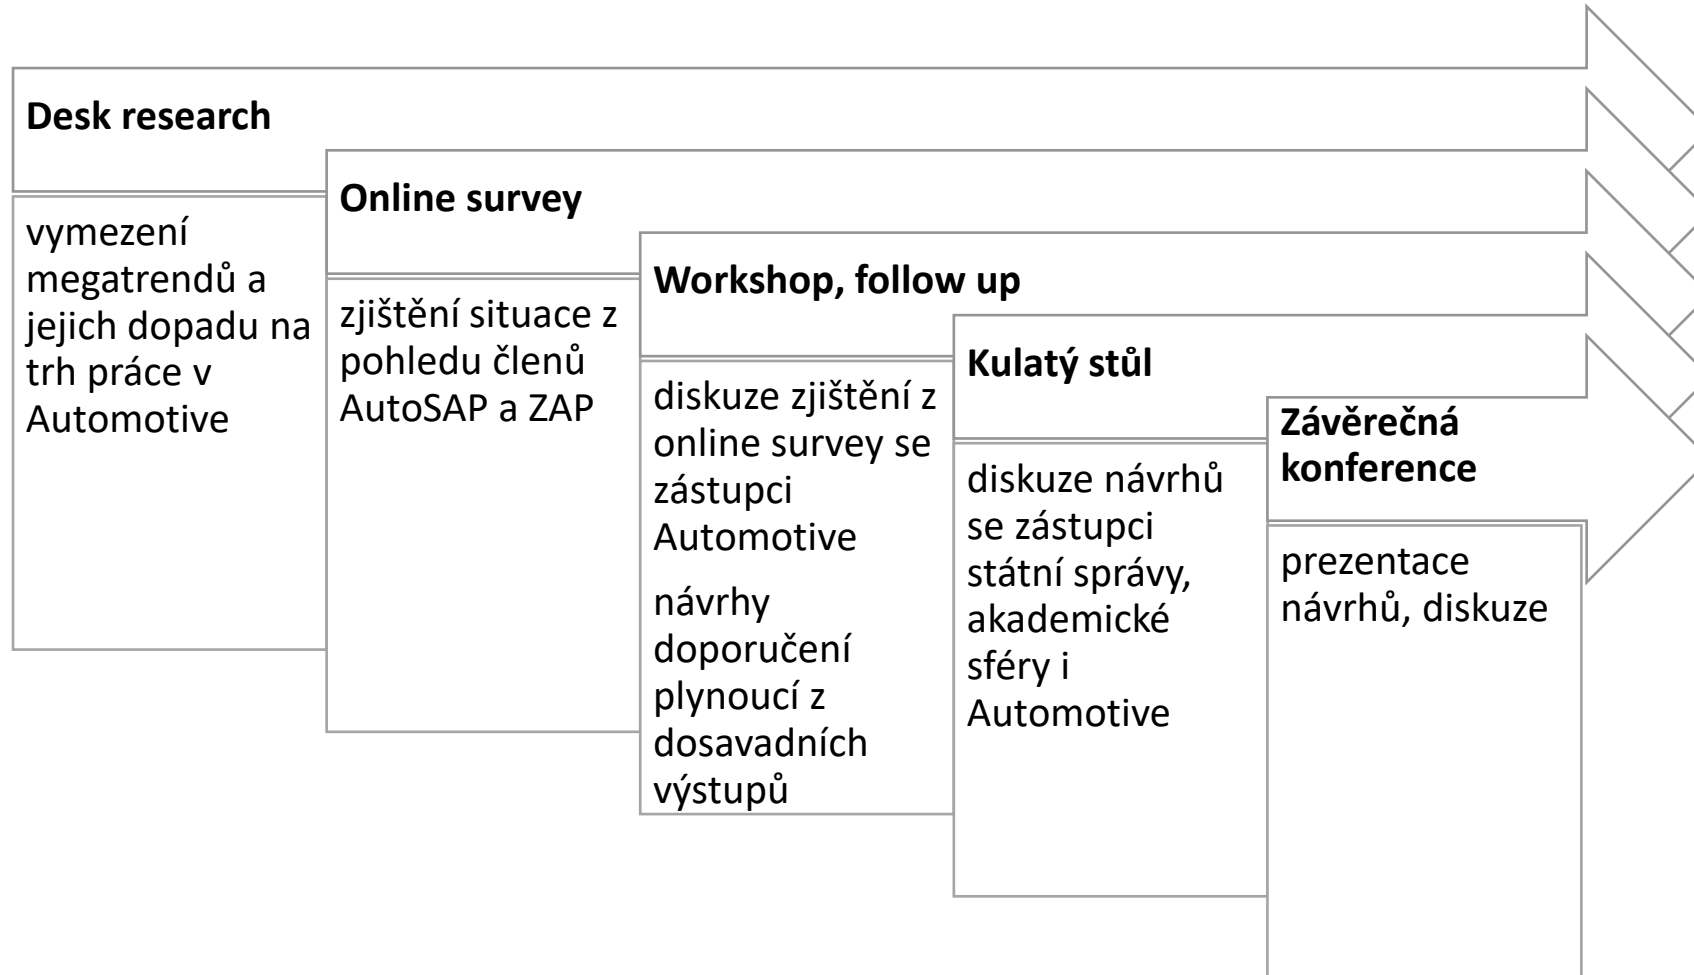 Desk research
vymezení
megatrendů a
jejich dopadu na
trh práce v
Automotive
Online survey
zjištění situace z
pohledu členů
AutoSAP a ZAP
Workshop, follow up
diskuze zjištění z
online survey se
zástupci
Automotive
návrhy
doporučení
plynoucí z
dosavadních
výstupů
Kulatý stůl
diskuze návrhů
se zástupci
státní správy,
akademické
sféry i
Automotive
Závěrečná
konference
prezentace
návrhů, diskuze